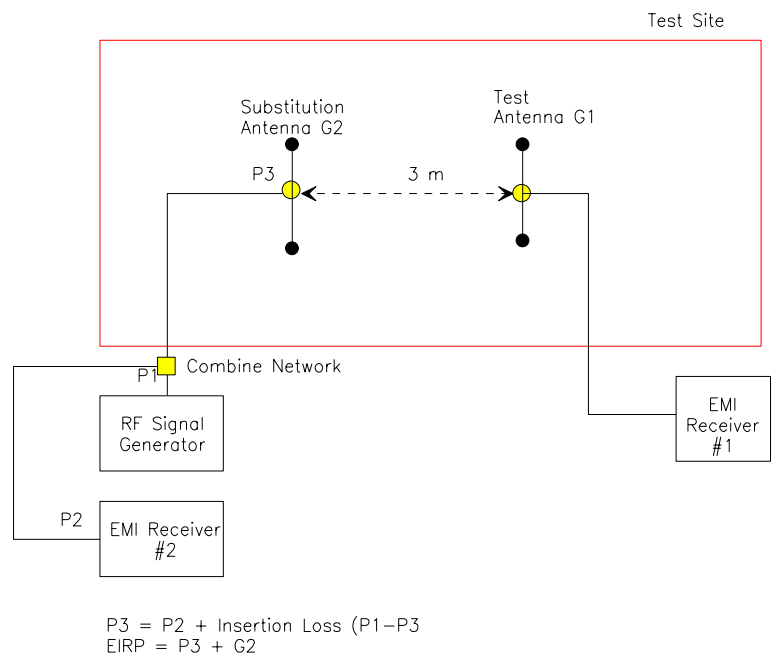 Test Site
Substitution
Antenna G2
Test
Antenna G1
P3
3 m
P1
Combine Network
RF Signal
Generator
EMI
Receiver
#1
P2
EMI Receiver
#2
P3 = P2 + Insertion Loss (P1-P3
EIRP = P3 + G2